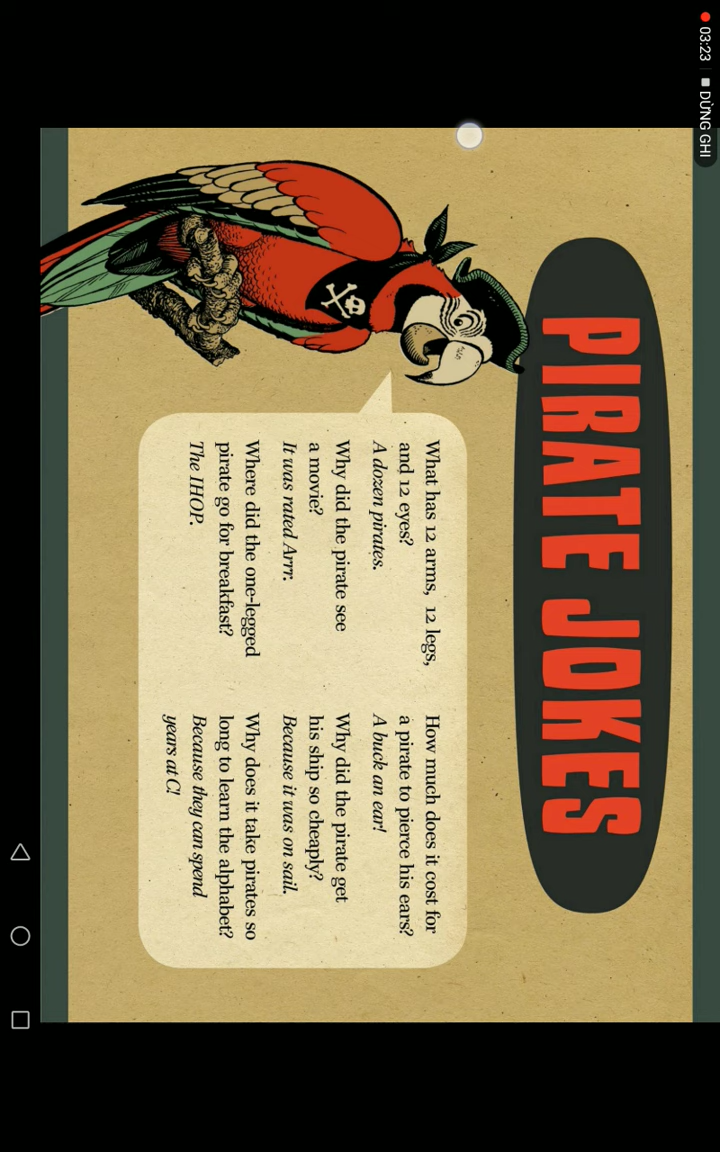 03:23
DỪNG GHI
PIRATE JOKES
What has 12 arms, 12 legs,
and 12 eyes?
A dozen pirates.
Why did the pirate see
a movie?
It was rated Arrr.
Where did the one-legged
pirate go for breakfast?
The IHOP.
How much does it cost for
a pirate to pierce his ears?
A buck an ear!
Why did the pirate get
his ship so cheaply?
Because it was on sail.
Why does it take pirates so
long to learn the alphabet?
Because they can spend
years at C!